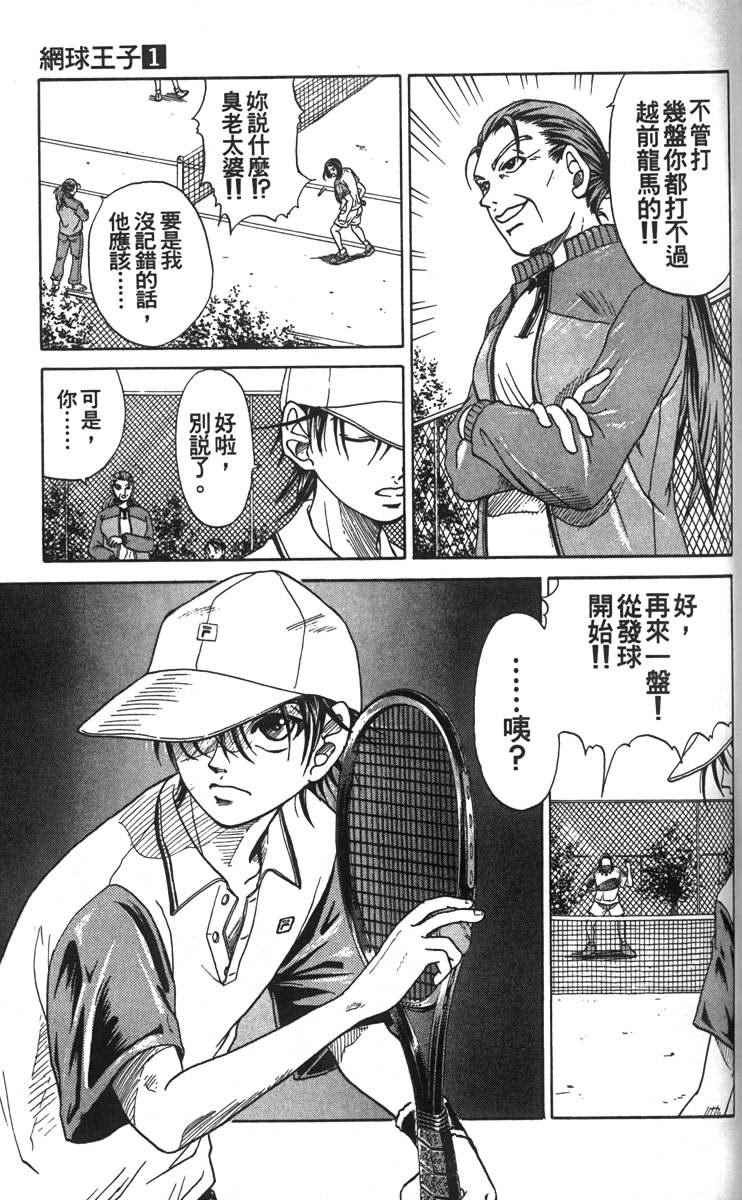 網球王子1
不管打
幾盤你都打不過
越前龍馬的!!
妳説什麼!?
臭老太婆!!
要是我
沒記錯的話，
他應該……
好啦，
別説了。
可是，
你……
好，
再來一盤！
從發球
開始!!
……咦？
F
F